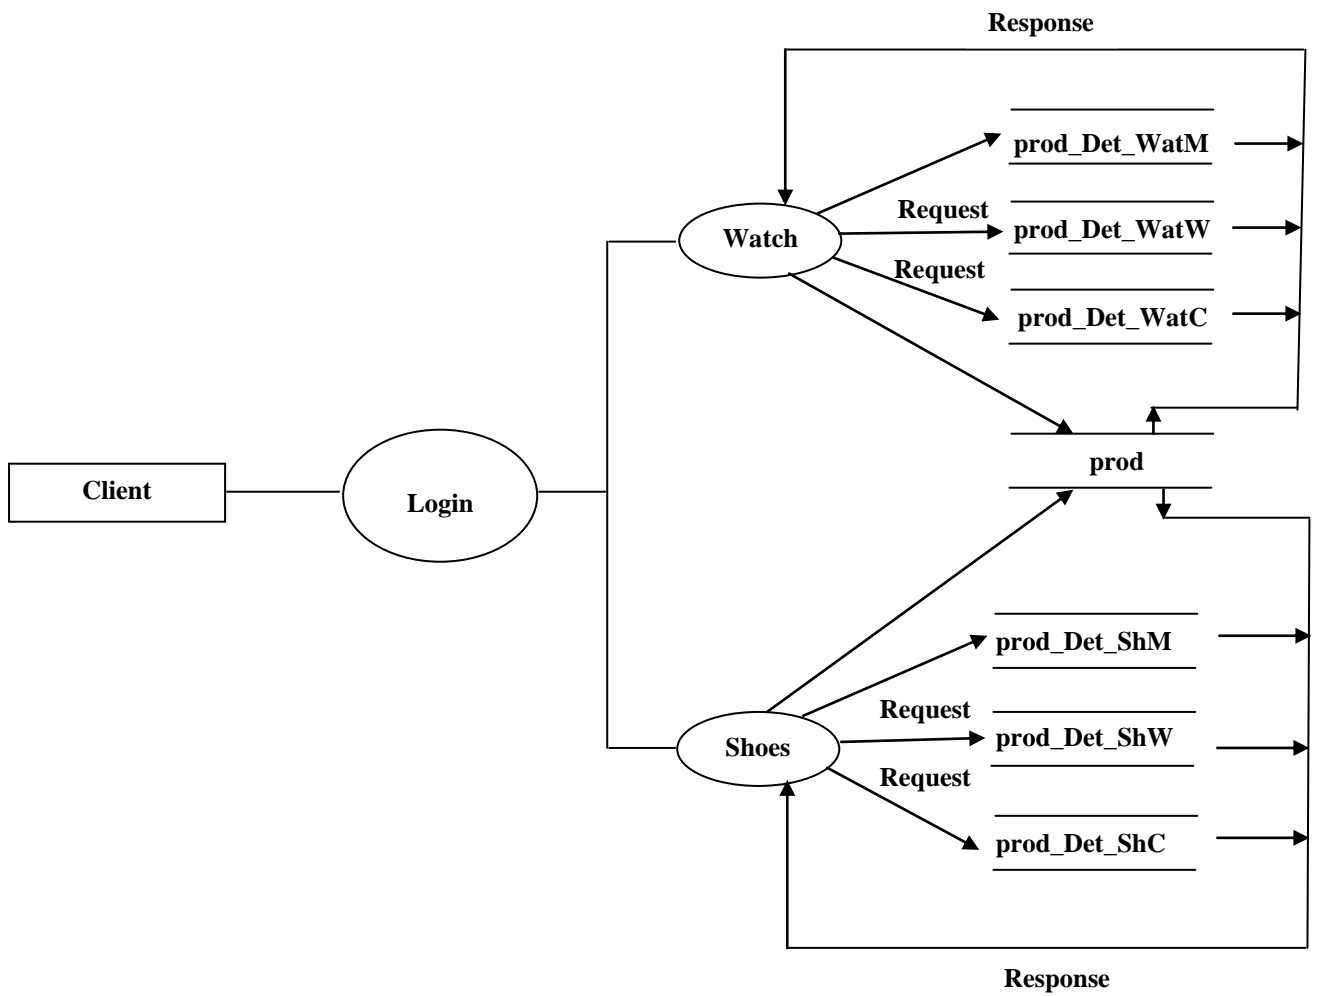 Response
prod_Det_WatM
Request
prod_Det_WatW
Watch
Request
prod_Det_WatC
prod
Client
Login
prod_Det_ShM
Request
prod_Det_ShW
Shoes
Request
prod_Det_ShC
Response